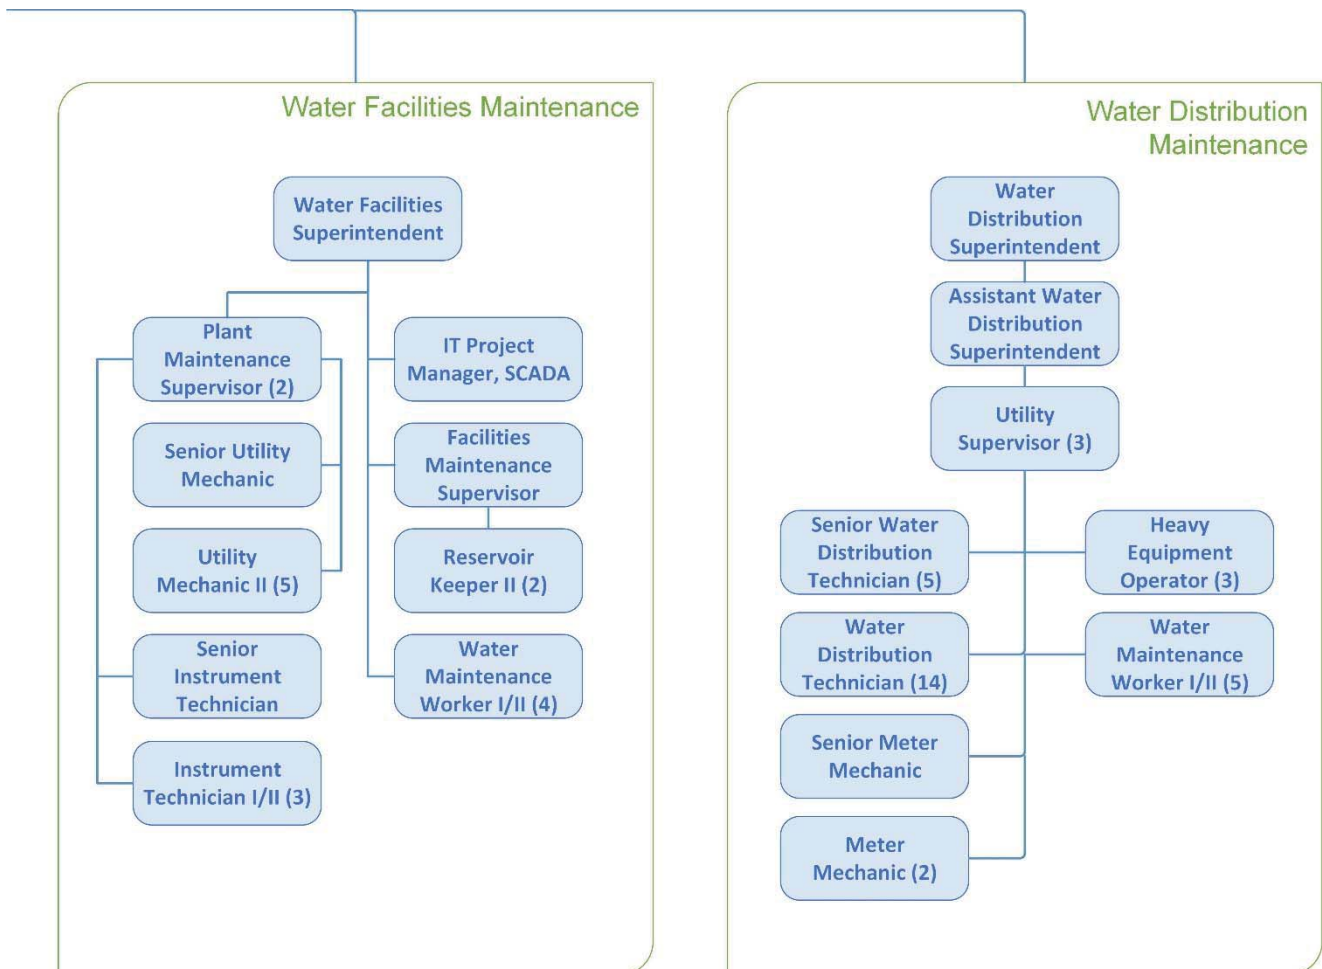 Water Facilities Maintenance
Water Facilities
Superintendent
Plant
Maintenance
Supervisor (2)
IT Project
Manager, SCADA
Senior Utility
Mechanic
Facilities
Maintenance
Supervisor
Utility
Mechanic II (5)
Reservoir
Keeper II (2)
Senior
Instrument
Technician
Water
Maintenance
Worker I/II (4)
Instrument
Technician I/II (3)
Water Distribution
Maintenance
Water
Distribution
Superintendent
Assistant Water
Distribution
Superintendent
Utility
Supervisor (3)
Senior Water
Distribution
Technician (5)
Heavy
Equipment
Operator (3)
Water
Distribution
Technician (14)
Water
Maintenance
Worker I/II (5)
Senior Meter
Mechanic
Meter
Mechanic (2)